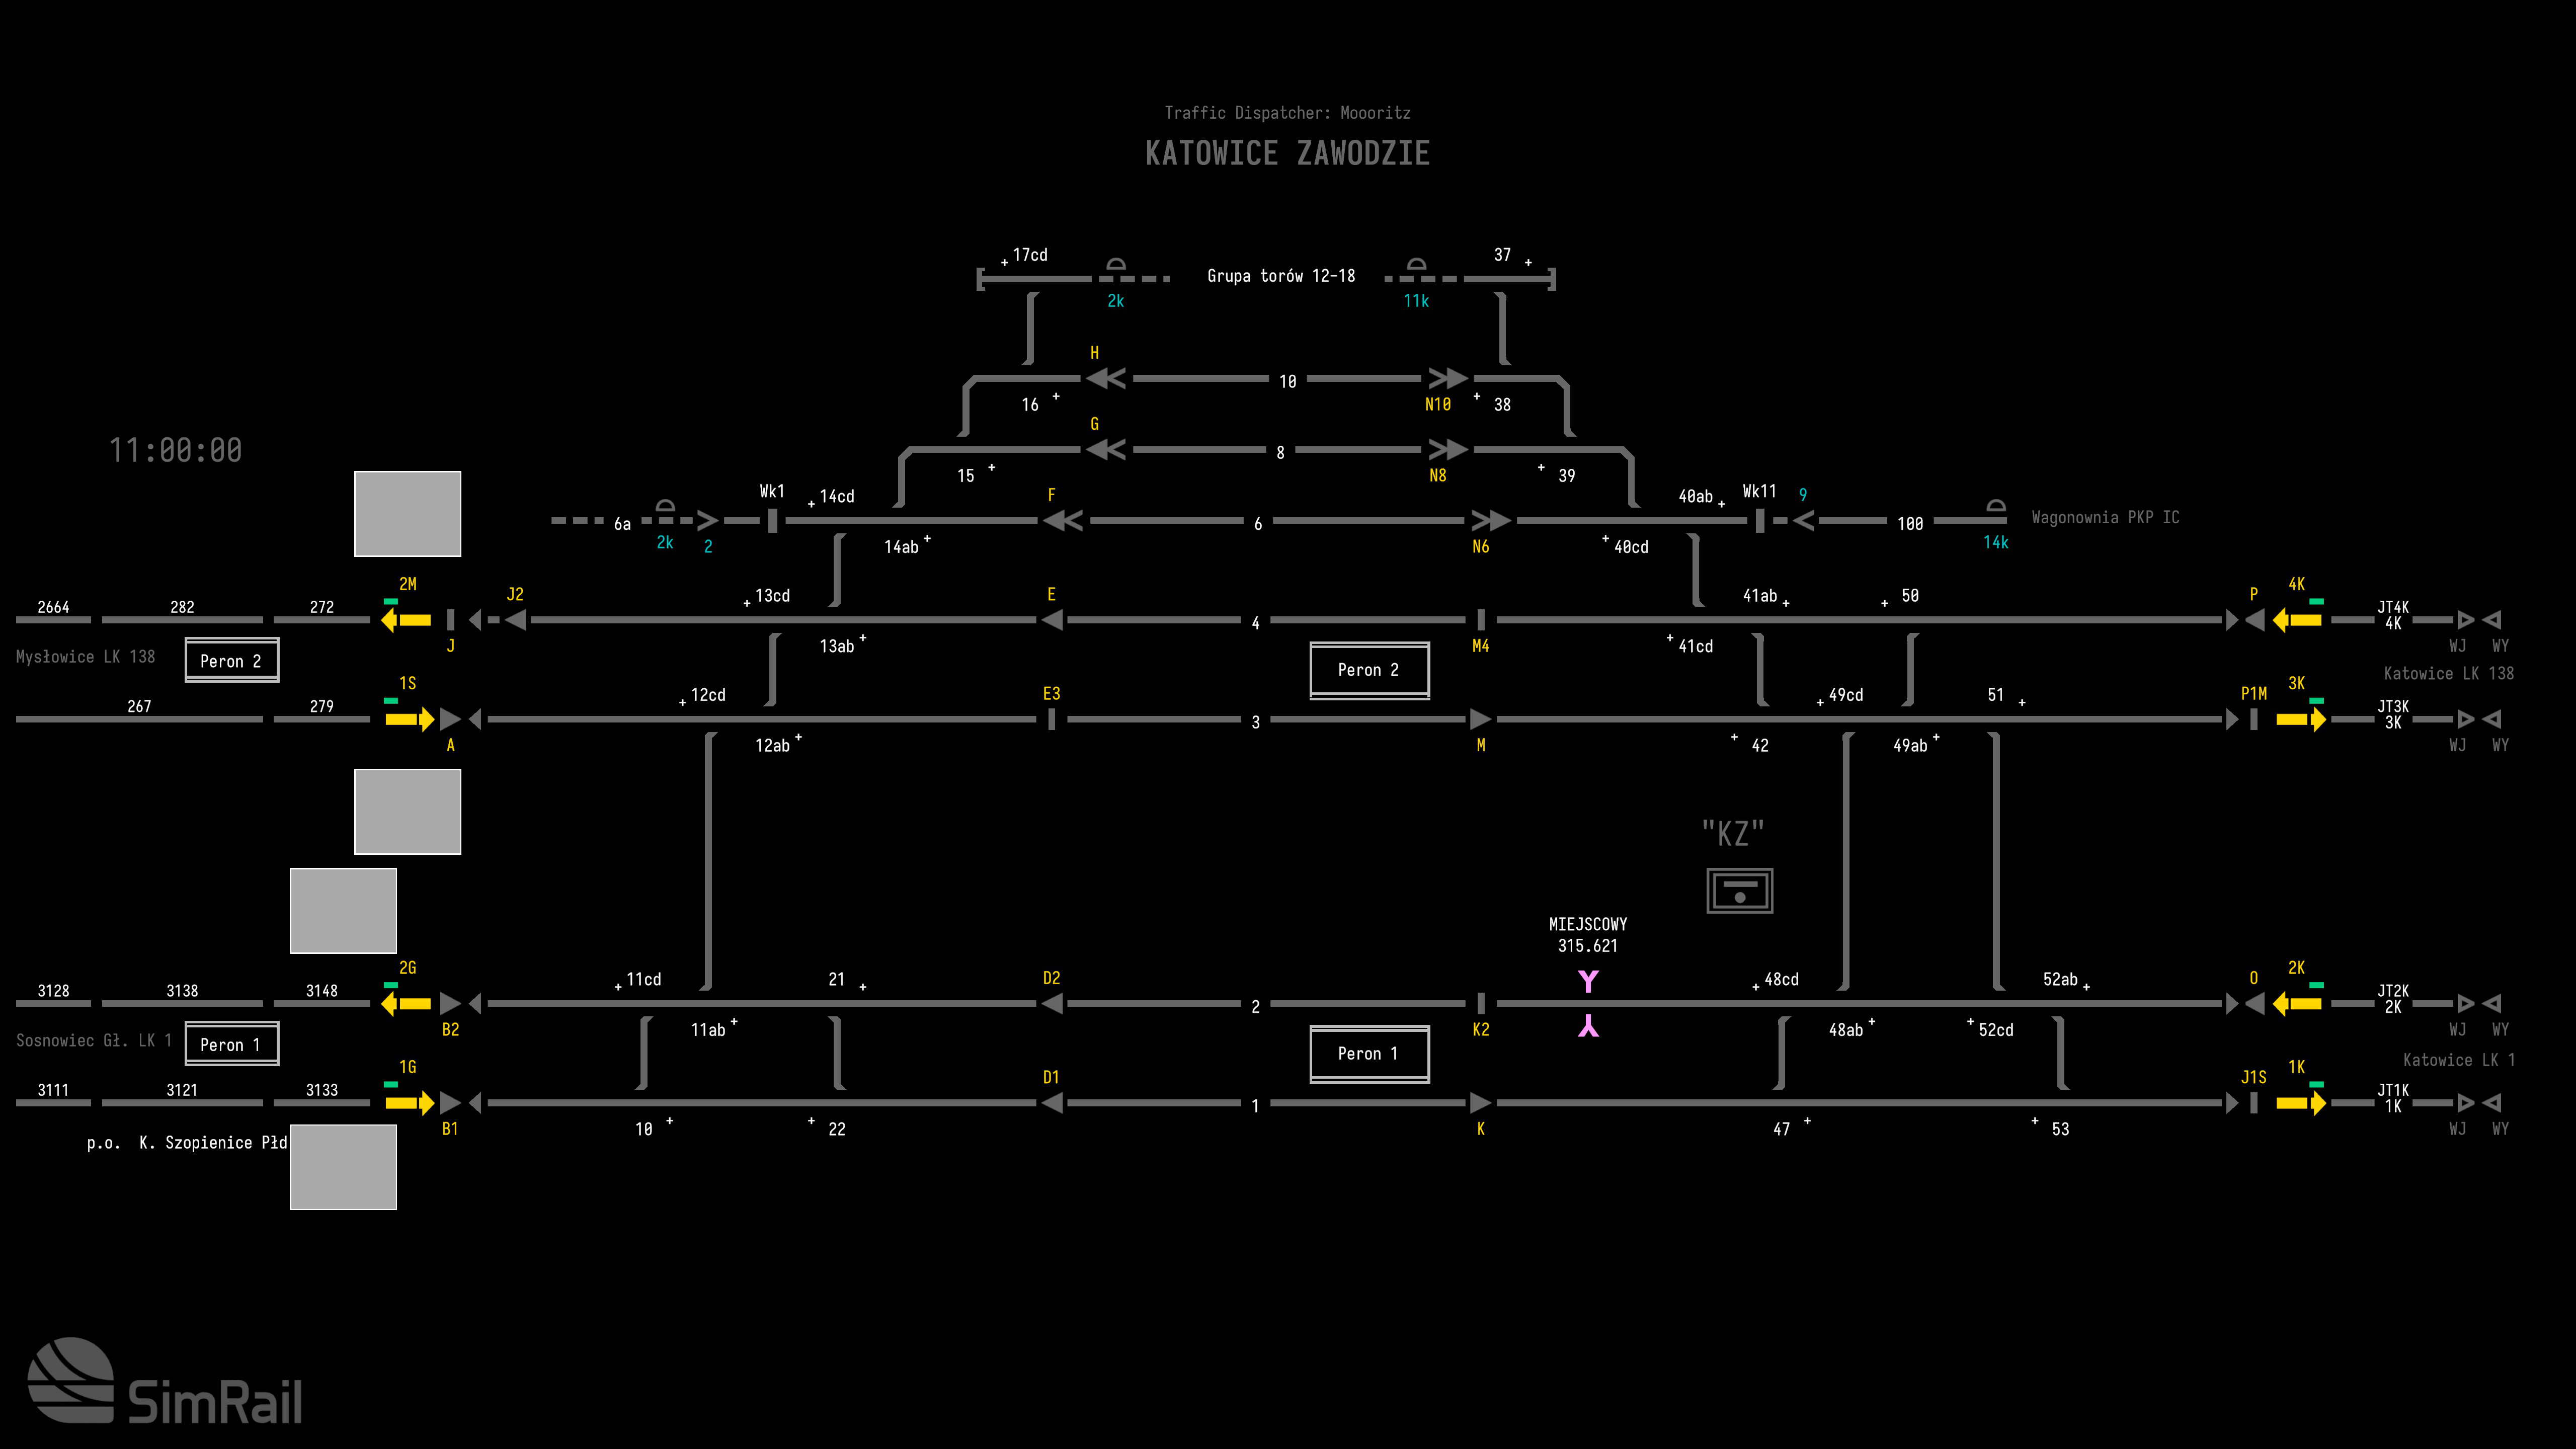 Traffic Dispatcher: Moooritz
KATOWICE ZAWODZIE
17cd
37
Grupa torów 12-18
2k
11k
H
10
16
N10
38
11:00:00
G
8
15
N8
39
Wk1
14cd
F
40ab
Wk11
9
6a
6
100
Wagonownia PKP IC
2k
2
14ab
N6
40cd
14k
2M
J2
13cd
E
41ab
50
P
4K
2664
282
272
4
JT4K
4K
Mysłowice LK 138
Peron 2
J
13ab
Peron 2
M4
41cd
WJ
WY
Katowice LK 138
1S
12cd
E3
49cd
51
P1M
3K
267
279
3
JT3K
3K
A
12ab
M
42
49ab
WJ
WY
"KZ"
MIEJSCOWY
315.621
2G
11cd
21
D2
48cd
52ab
O
2K
3128
3138
3148
2
JT2K
2K
Sosnowiec Gł. LK 1
Peron 1
B2
11ab
Peron 1
K2
48ab
52cd
WJ
WY
Katowice LK 1
1G
D1
J1S
1K
3111
3121
3133
1
JT1K
1K
p.o. K. Szopienice Płd
B1
10
22
K
47
53
WJ
WY
SimRail